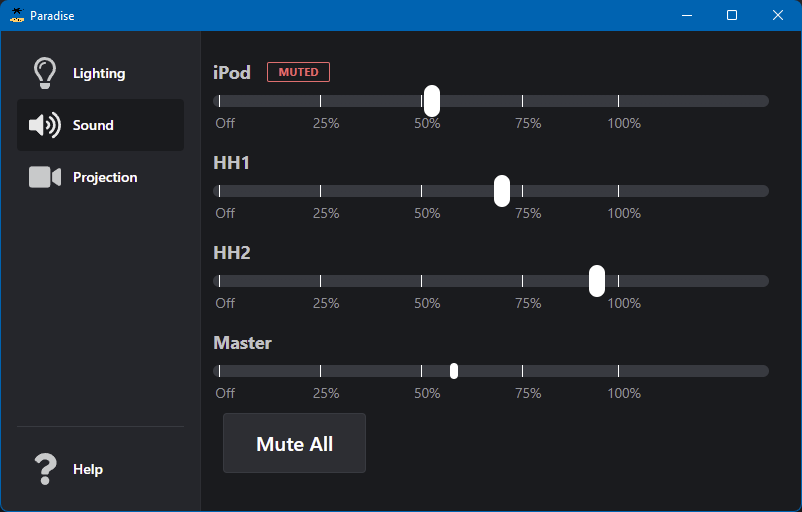 Paradise
Lighting
Sound
Projection
Help
iPod MUTED
Off 25% 50% 75% 100%
HH1
Off 25% 50% 75% 100%
HH2
Off 25% 50% 75% 100%
Master
Off 25% 50% 75% 100%
Mute All